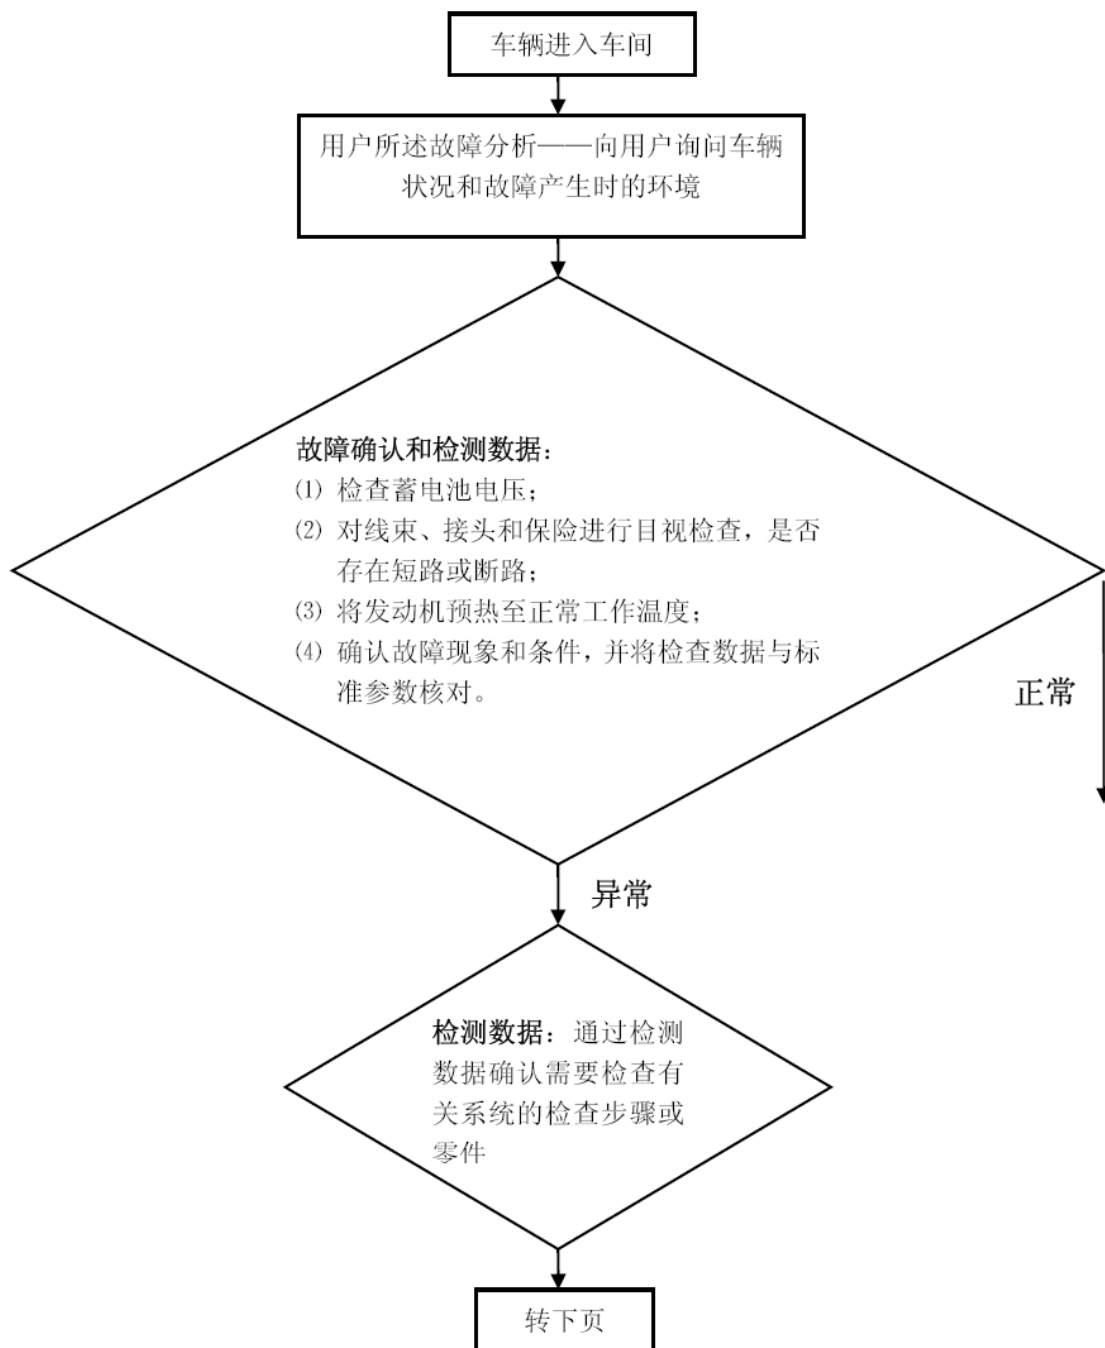 车辆进入车间
用户所述故障分析——向用户询问车辆
状况和故障产生时的环境
故障确认和检测数据：
⑴ 检查蓄电池电压；
⑵ 对线束、接头和保险进行目视检查，是否
存在短路或断路；
⑶ 将发动机预热至正常工作温度；
⑷ 确认故障现象和条件，并将检查数据与标
准参数核对。
正常
异常
检测数据：通过检测
数据确认需要检查有
关系统的检查步骤或
零件
转下页